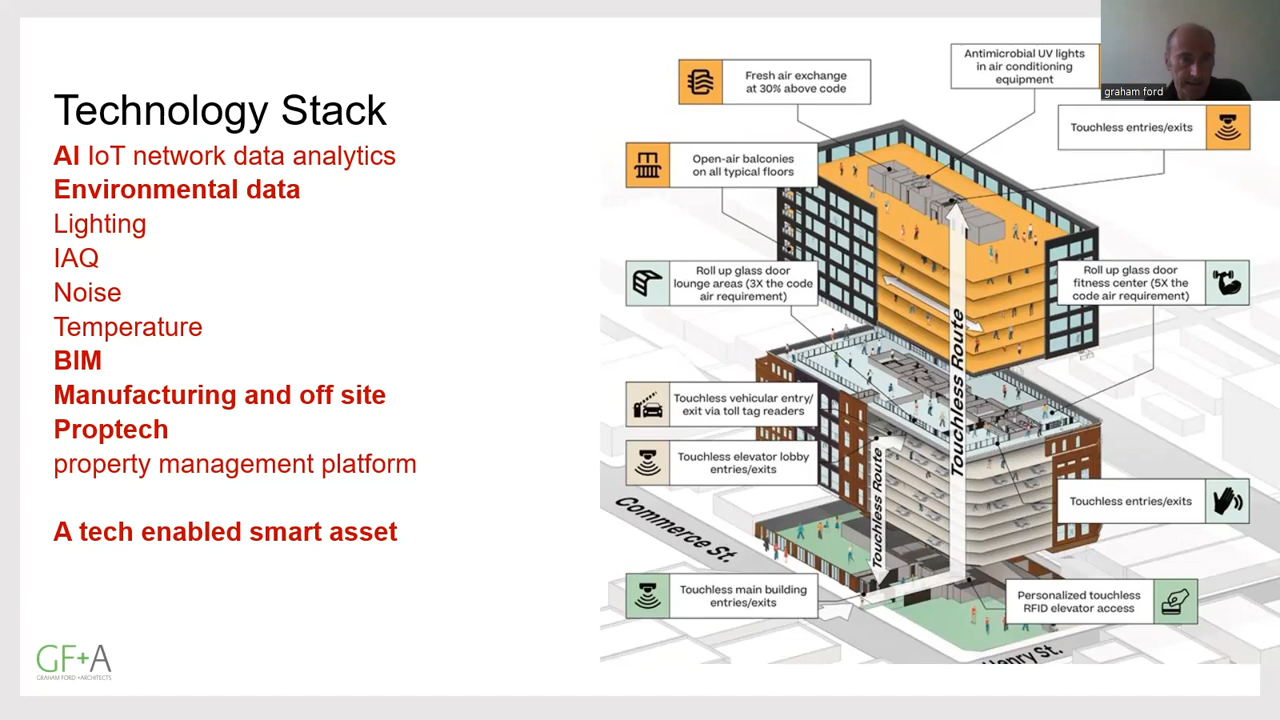 Technology Stack
AI IoT network data analytics
Environmental data
Lighting
IAQ
Noise
Temperature
BIM
Manufacturing and off site
Proptech
property management platform
A tech enabled smart asset
GF+A
GRAHAM FORD +ARCHITECTS
Fresh air exchange
at 30% above code
Antimicrobial UV lights
in air conditioning
equipment
graham ford
Touchless entries/exits
Open-air balconies
on all typical floors
Roll up glass door
lounge areas (3X the code
air requirement)
Roll up glass door
fitness center (5X the
code air requirement)
Touchless Route
Touchless vehicular entry/
exit via toll tag readers
Touchless elevator lobby
entries/exits
Touchless Route
Touchless entries/exits
Commerce St.
Touchless main building
entries/exits
Personalized touchless
RFID elevator access
Henry St.